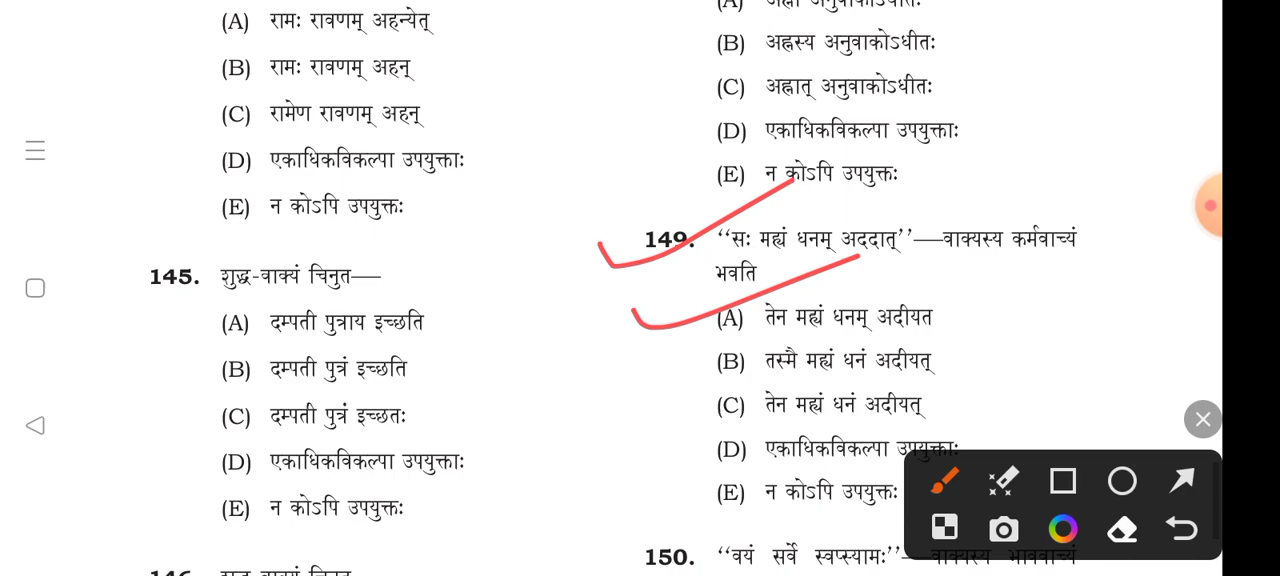 (A) रामः रावणम् अहन्येत्
(B) रामः रावणम् अहन्
(C) रामेण रावणम् अहन्
(D) एकाधिकविकल्पा उपयुक्ताः
(E) न कोऽपि उपयुक्तः
145. शुद्ध-वाक्यं चिनुत—
(A) दम्पती पुत्राय इच्छति
(B) दम्पती पुत्रं इच्छति
(C) दम्पती पुत्रं इच्छतः
(D) एकाधिकविकल्पा उपयुक्ताः
(E) न कोऽपि उपयुक्तः
(B) अह्नस्य अनुवाकोऽधीतः
(C) अह्नात् अनुवाकोऽधीतः
(D) एकाधिकविकल्पा उपयुक्ताः
(E) न कोऽपि उपयुक्तः
149. ‘‘सः मह्यं धनम् अददात्’’—वाक्यस्य कर्मवाच्यं
भवति
(A) तेन मह्यं धनम् अदीयत
(B) तस्मै मह्यं धनं अदीयत्
(C) तेन मह्यं धनं अदीयत्
(D) एकाधिकविकल्पा उपयुक्ताः
(E) न कोऽपि उपयुक्तः
150. ‘‘वयं सर्वे स्वप्स्यामः’’—वाक्यस्य भाववाच्यं